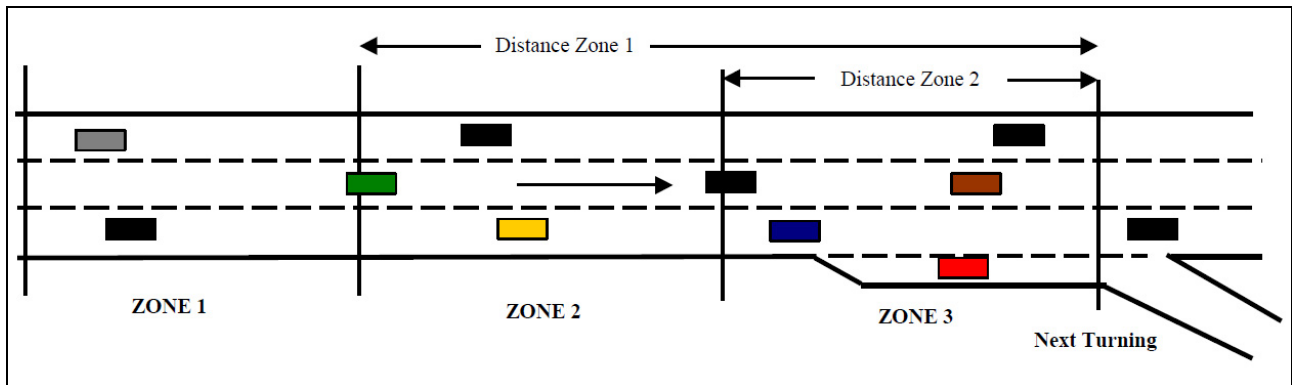 Distance Zone 1
Distance Zone 2
ZONE 1
ZONE 2
ZONE 3
Next Turning